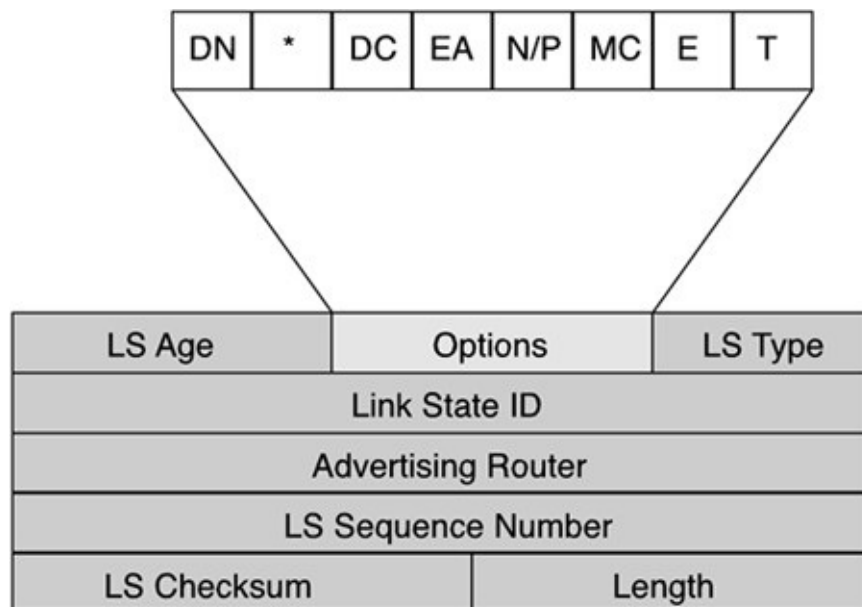 DN * DC EA N/P MC E T
LS Age Options LS Type
Link State ID
Advertising Router
LS Sequence Number
LS Checksum Length